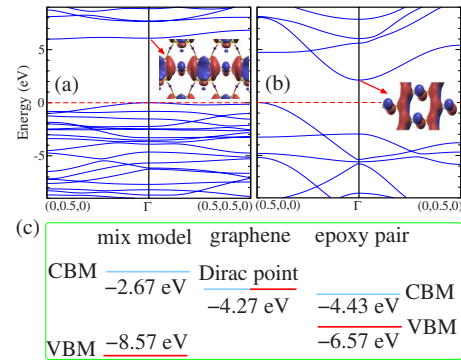 Energy (eV)
5
0
-5
(a)
(b)
(0,0.5,0)
Γ
(0.5,0.5,0)
(0.5,0,0)
Γ
(0,0.5,0)
(c)
mix model
graphene
epoxy pair
CBM
−2.67 eV
Dirac point
−4.27 eV
−4.43 eV
CBM
VBM
−8.57 eV
−6.57 eV
VBM